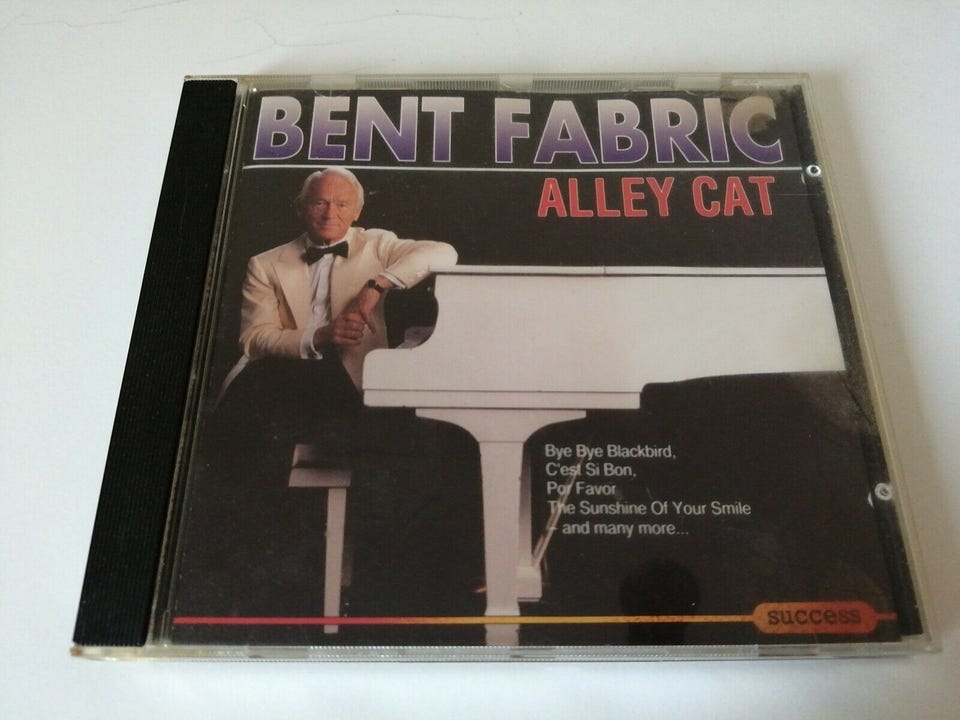 BENT FABRIC
ALLEY CAT
Bye Bye Blackbird,
C'est Si Bon,
Por Favor
The Sunshine Of Your Smile
- and many more...
success